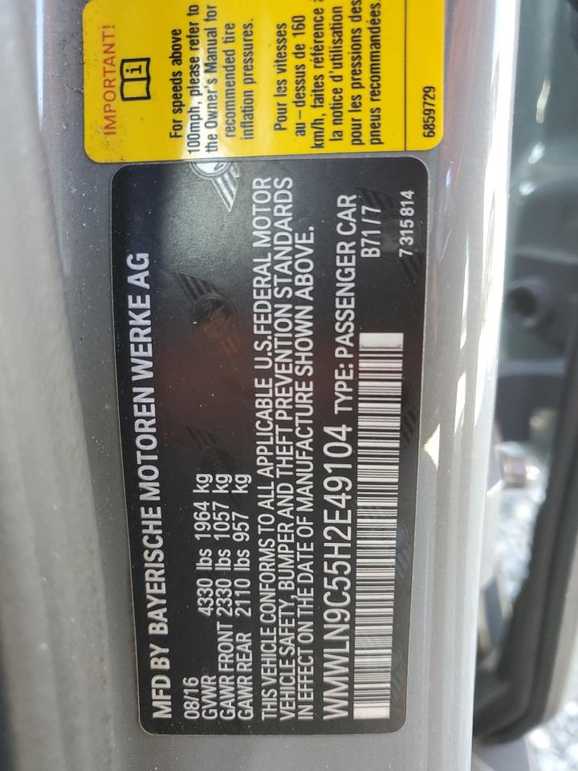 IMPORTANT!
For speeds above
100mph, please refer to
the Owner's Manual for
recommended tire
inflation pressures.
Pour les vitesses
au - dessus de 160
km/h, faites référence à
la notice d'utilisation
pour les pressions des
pneus recommandées
6859729
MFD BY BAYERISCHE MOTOREN WERKE AG
08/16
GVWR 4330 lbs 1964 kg
GAWR FRONT 2330 lbs 1057 kg
GAWR REAR 2110 lbs 957 kg
THIS VEHICLE CONFORMS TO ALL APPLICABLE U.S.FEDERAL MOTOR
VEHICLE SAFETY, BUMPER AND THEFT PREVENTION STANDARDS
IN EFFECT ON THE DATE OF MANUFACTURE SHOWN ABOVE.
WMWLN9C55H2E49104 TYPE: PASSENGER CAR
B71 / 7
7 315 814